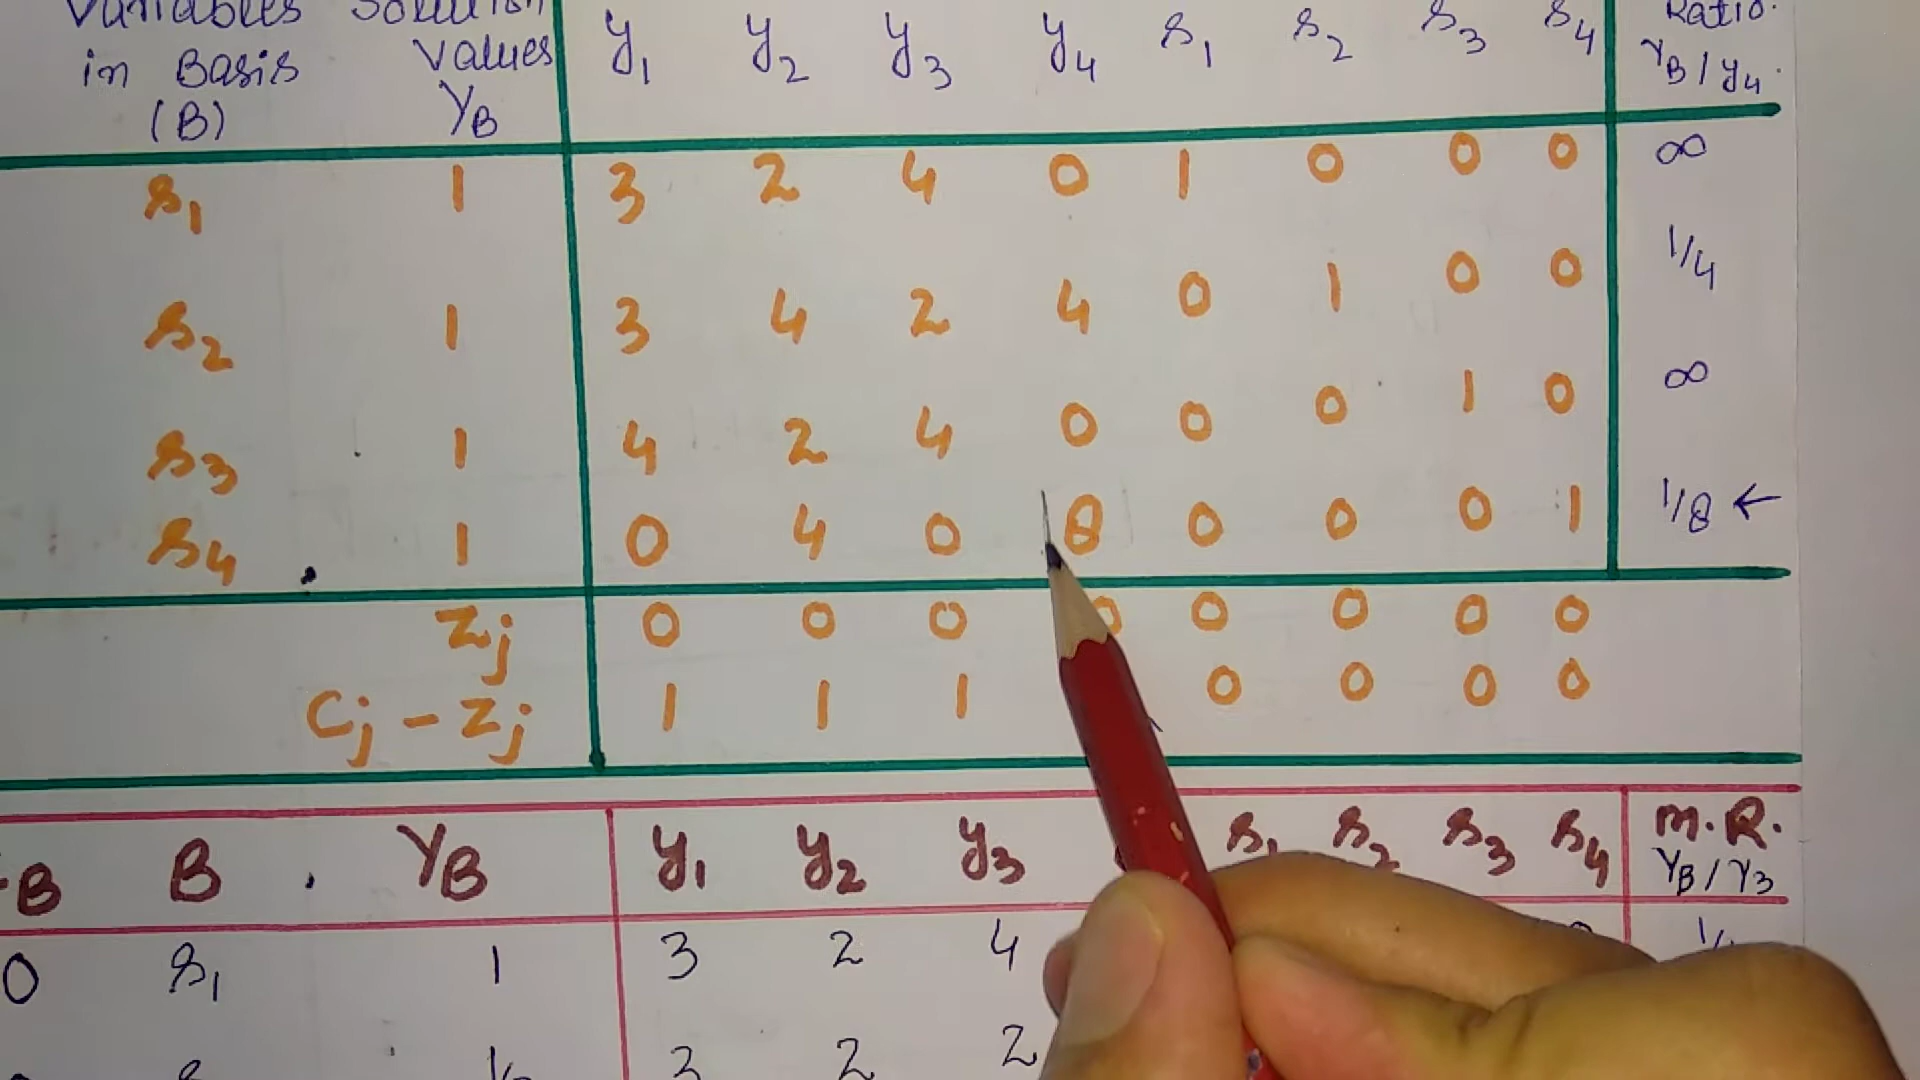 Variables Solution y1 y2 y3 y4 s1 s2 s3 s4 Ratio.
in Basis Values YB / y4.
(B) YB
s1 1 3 2 4 0 1 0 0 0 ∞
s2 1 3 4 2 4 0 1 0 0 1/4
s3 1 4 2 4 0 0 0 1 0 ∞
s4 1 0 4 0 8 0 0 0 1 1/8 ←
Zj 0 0 0 0 0 0 0 0
Cj - Zj 1 1 1 0 0 0 0
B B YB y1 y2 y3 s1 s2 s3 s4 M.R.
YB / Y3
0 s1 1 3 2 4
2 2